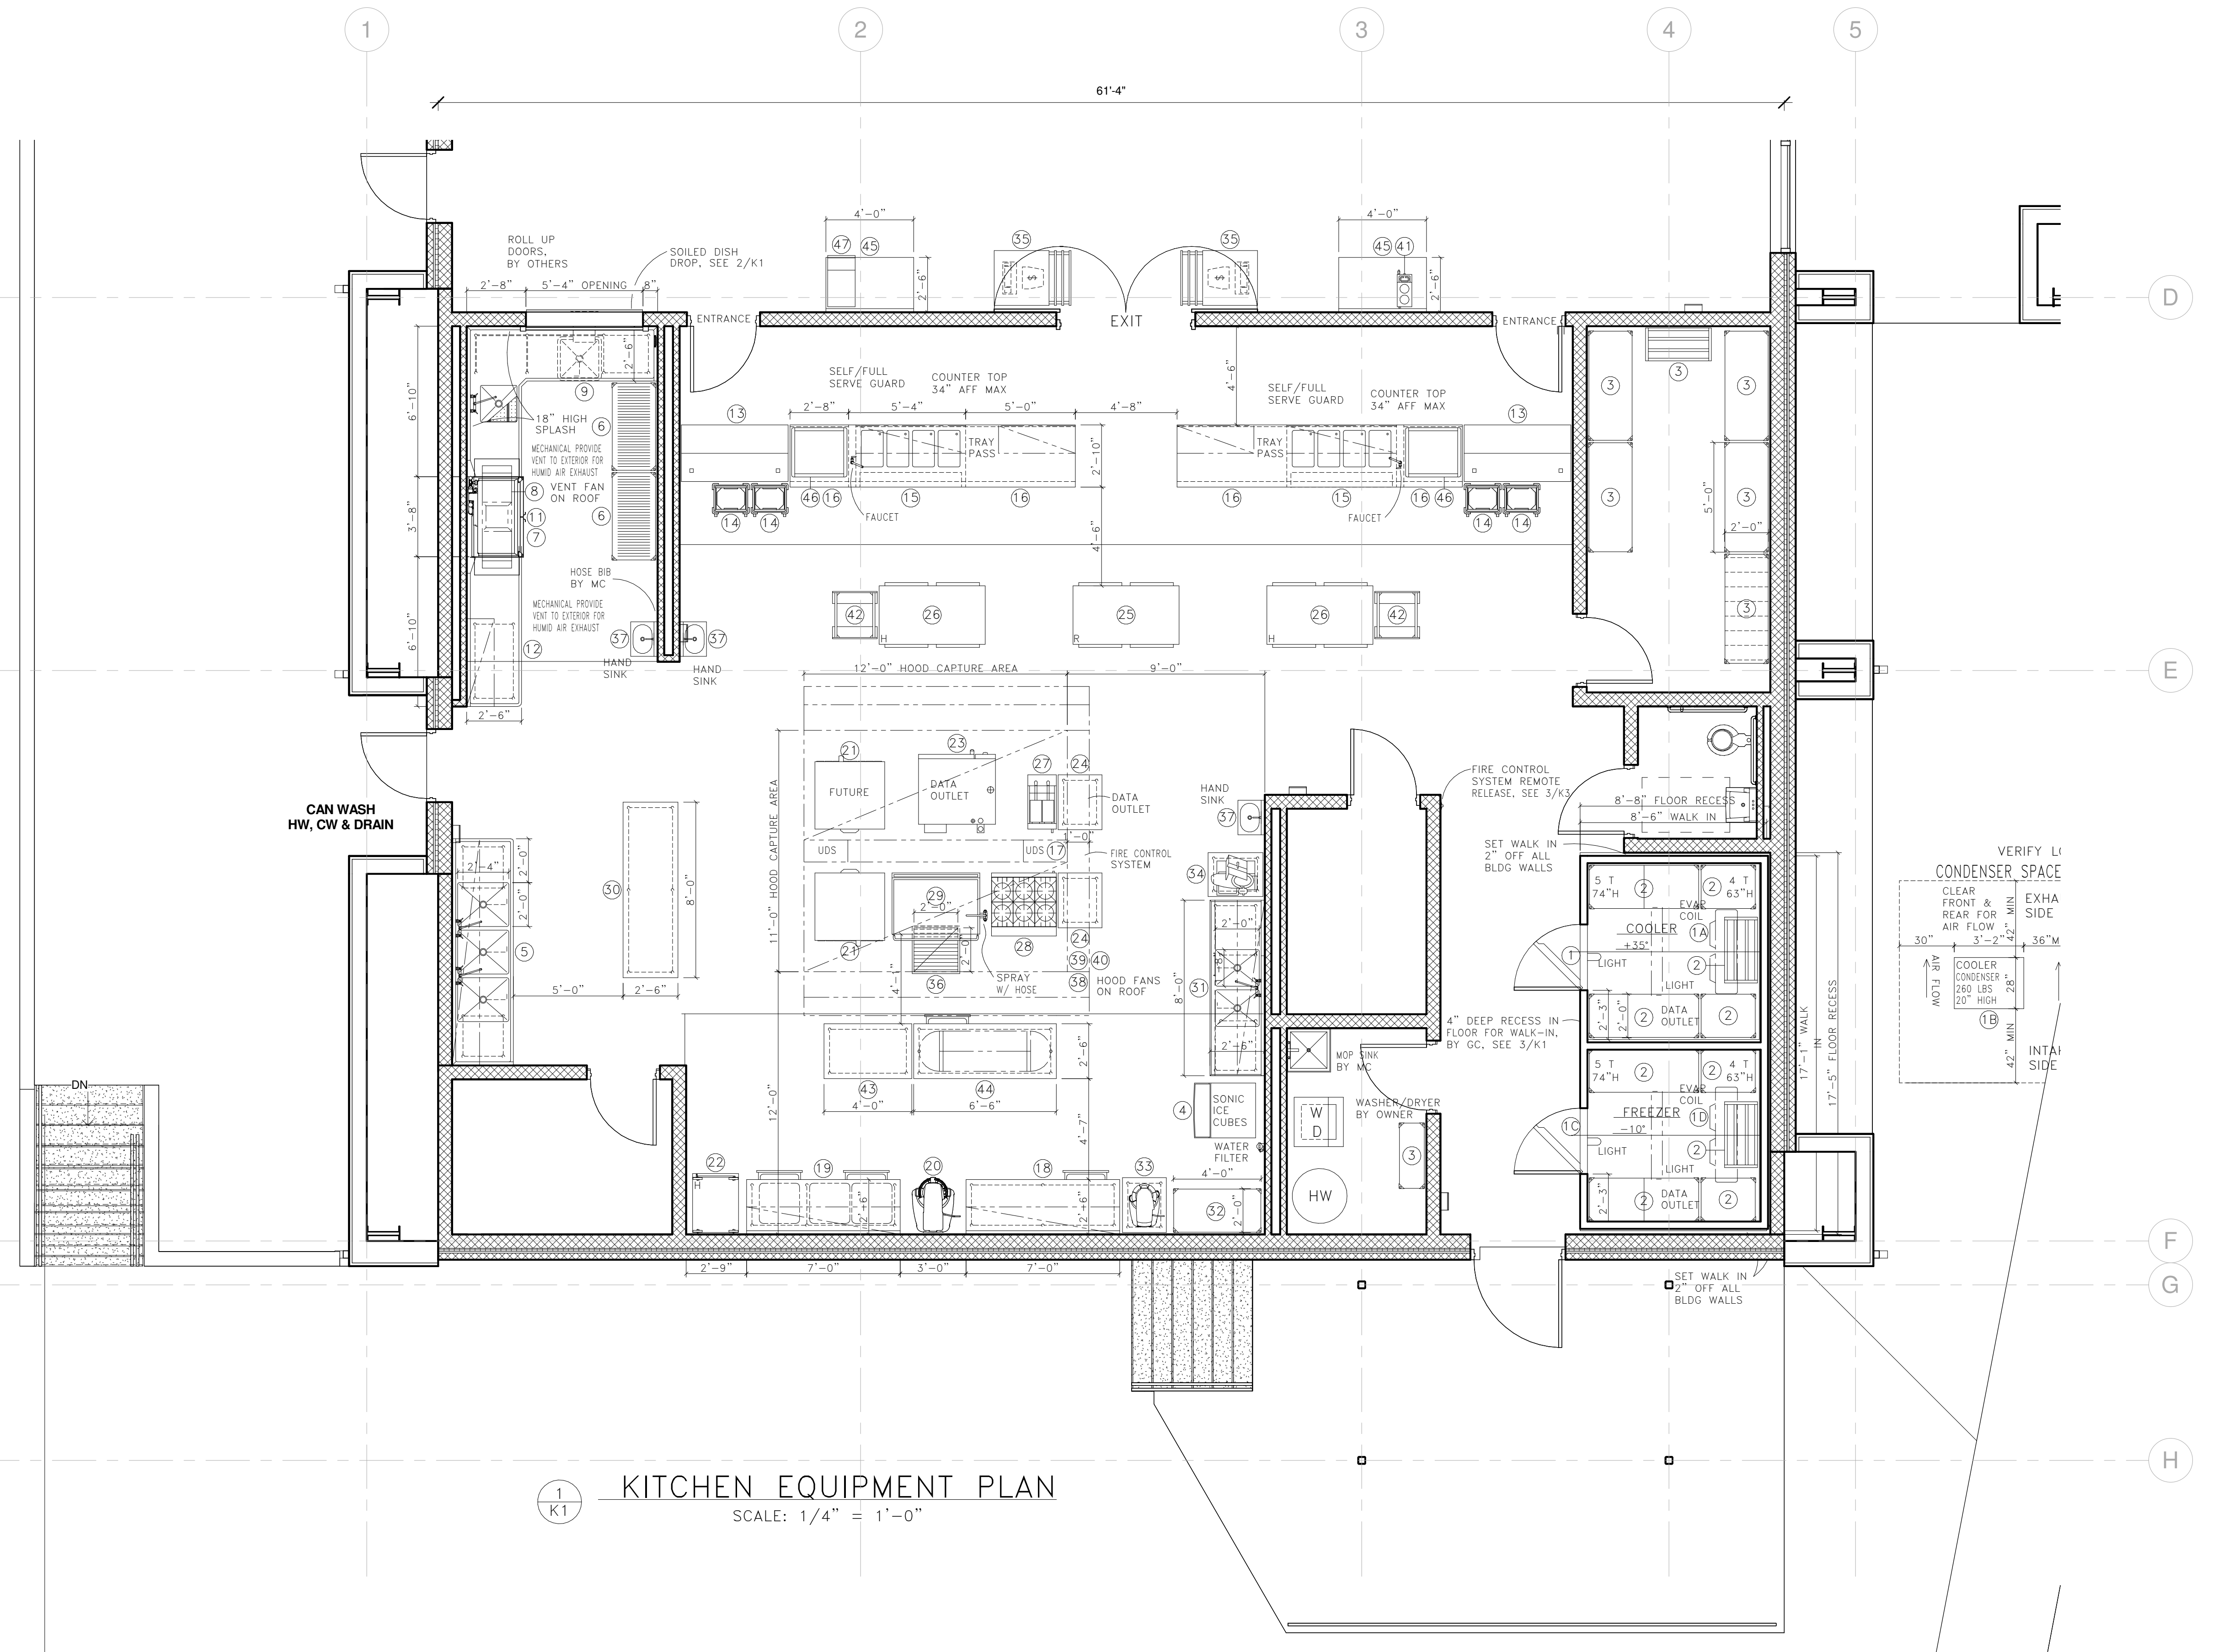 1
2
3
4
5
61'-4"
4'-0"
4'-0"
47
45
35
35
45
41
ROLL UP
DOORS,
BY OTHERS
SOILED DISH
DROP, SEE 2/K1
2'-8"
5'-4" OPENING
8"
2'-6"
2'-6"
D
ENTRANCE
EXIT
ENTRANCE
2'-6"
9
SELF/FULL
SERVE GUARD
COUNTER TOP
34" AFF MAX
4'-6"
SELF/FULL
SERVE GUARD
COUNTER TOP
34" AFF MAX
3
3
3
6'-10"
18" HIGH
SPLASH
6
13
2'-8"
5'-4"
5'-0"
4'-8"
13
TRAY
PASS
TRAY
PASS
2'-10"
MECHANICAL PROVIDE
VENT TO EXTERIOR FOR
HUMID AIR EXHAUST
8
VENT FAN
ON ROOF
11
7
6
3'-8"
14
14
46
16
15
16
FAUCET
16
15
16
46
FAUCET
14
14
3
3
5'-0"
2'-0"
3
4'-6"
HOSE BIB
BY MC
MECHANICAL PROVIDE
VENT TO EXTERIOR FOR
HUMID AIR EXHAUST
6'-10"
12
37
37
HAND
SINK
HAND
SINK
42
26
H
25
R
26
H
42
2'-6"
12'-0" HOOD CAPTURE AREA
9'-0"
E
21
23
27
24
FUTURE
DATA
OUTLET
DATA
OUTLET
11'-0" HOOD CAPTURE AREA
UDS
UDS
17
1'-0"
FIRE CONTROL
SYSTEM
HAND
SINK
37
FIRE CONTROL
SYSTEM REMOTE
RELEASE, SEE 3/K3
8'-8" FLOOR RECESS
8'-6" WALK IN
SET WALK IN
2" OFF ALL
BLDG WALLS
CAN WASH
HW, CW & DRAIN
2'-4"
2'-0"
2'-0"
5
30
8'-0"
5'-0"
2'-6"
21
29
2'-0"
2'-0"
28
24
36
4'-1"
SPRAY
W/ HOSE
39
40
38
HOOD FANS
ON ROOF
34
2'-0"
31
8'-0"
2'-6"
4" DEEP RECESS IN
FLOOR FOR WALK-IN,
BY GC, SEE 3/K1
5 T
74"H
2
2
4 T
63"H
EVAP
COIL
1A
COOLER
+35°
1
LIGHT
2
LIGHT
2'-3"
2'-0"
2
DATA
OUTLET
2
17'-1" WALK
IN
17'-5" FLOOR RECESS
CONDENSER SPACE
CLEAR
FRONT &
REAR FOR
AIR FLOW
42" MIN
SIDE
30"
3'-2"
AIR FLOW
COOLER
CONDENSER
260 LBS
20" HIGH
28"
1B
42" MIN
SIDE
DN
43
44
4'-0"
6'-6"
2'-6"
12'-0"
4'-7"
4
SONIC
ICE
CUBES
WATER
FILTER
MOP SINK
BY MC
WASHER/DRYER
BY OWNER
W
D
3
HW
5 T
74"H
2
2
4 T
63"H
EVAP
COIL
1D
FREEZER
-10°
1C
LIGHT
2
LIGHT
2'-3"
2
DATA
OUTLET
2
22
H
19
20
18
33
4'-0"
32
2'-0"
2'-6"
2'-6"
F
2'-9"
7'-0"
3'-0"
7'-0"
SET WALK IN
2" OFF ALL
BLDG WALLS
G
H
1
K1
KITCHEN EQUIPMENT PLAN
SCALE: 1/4" = 1'-0"